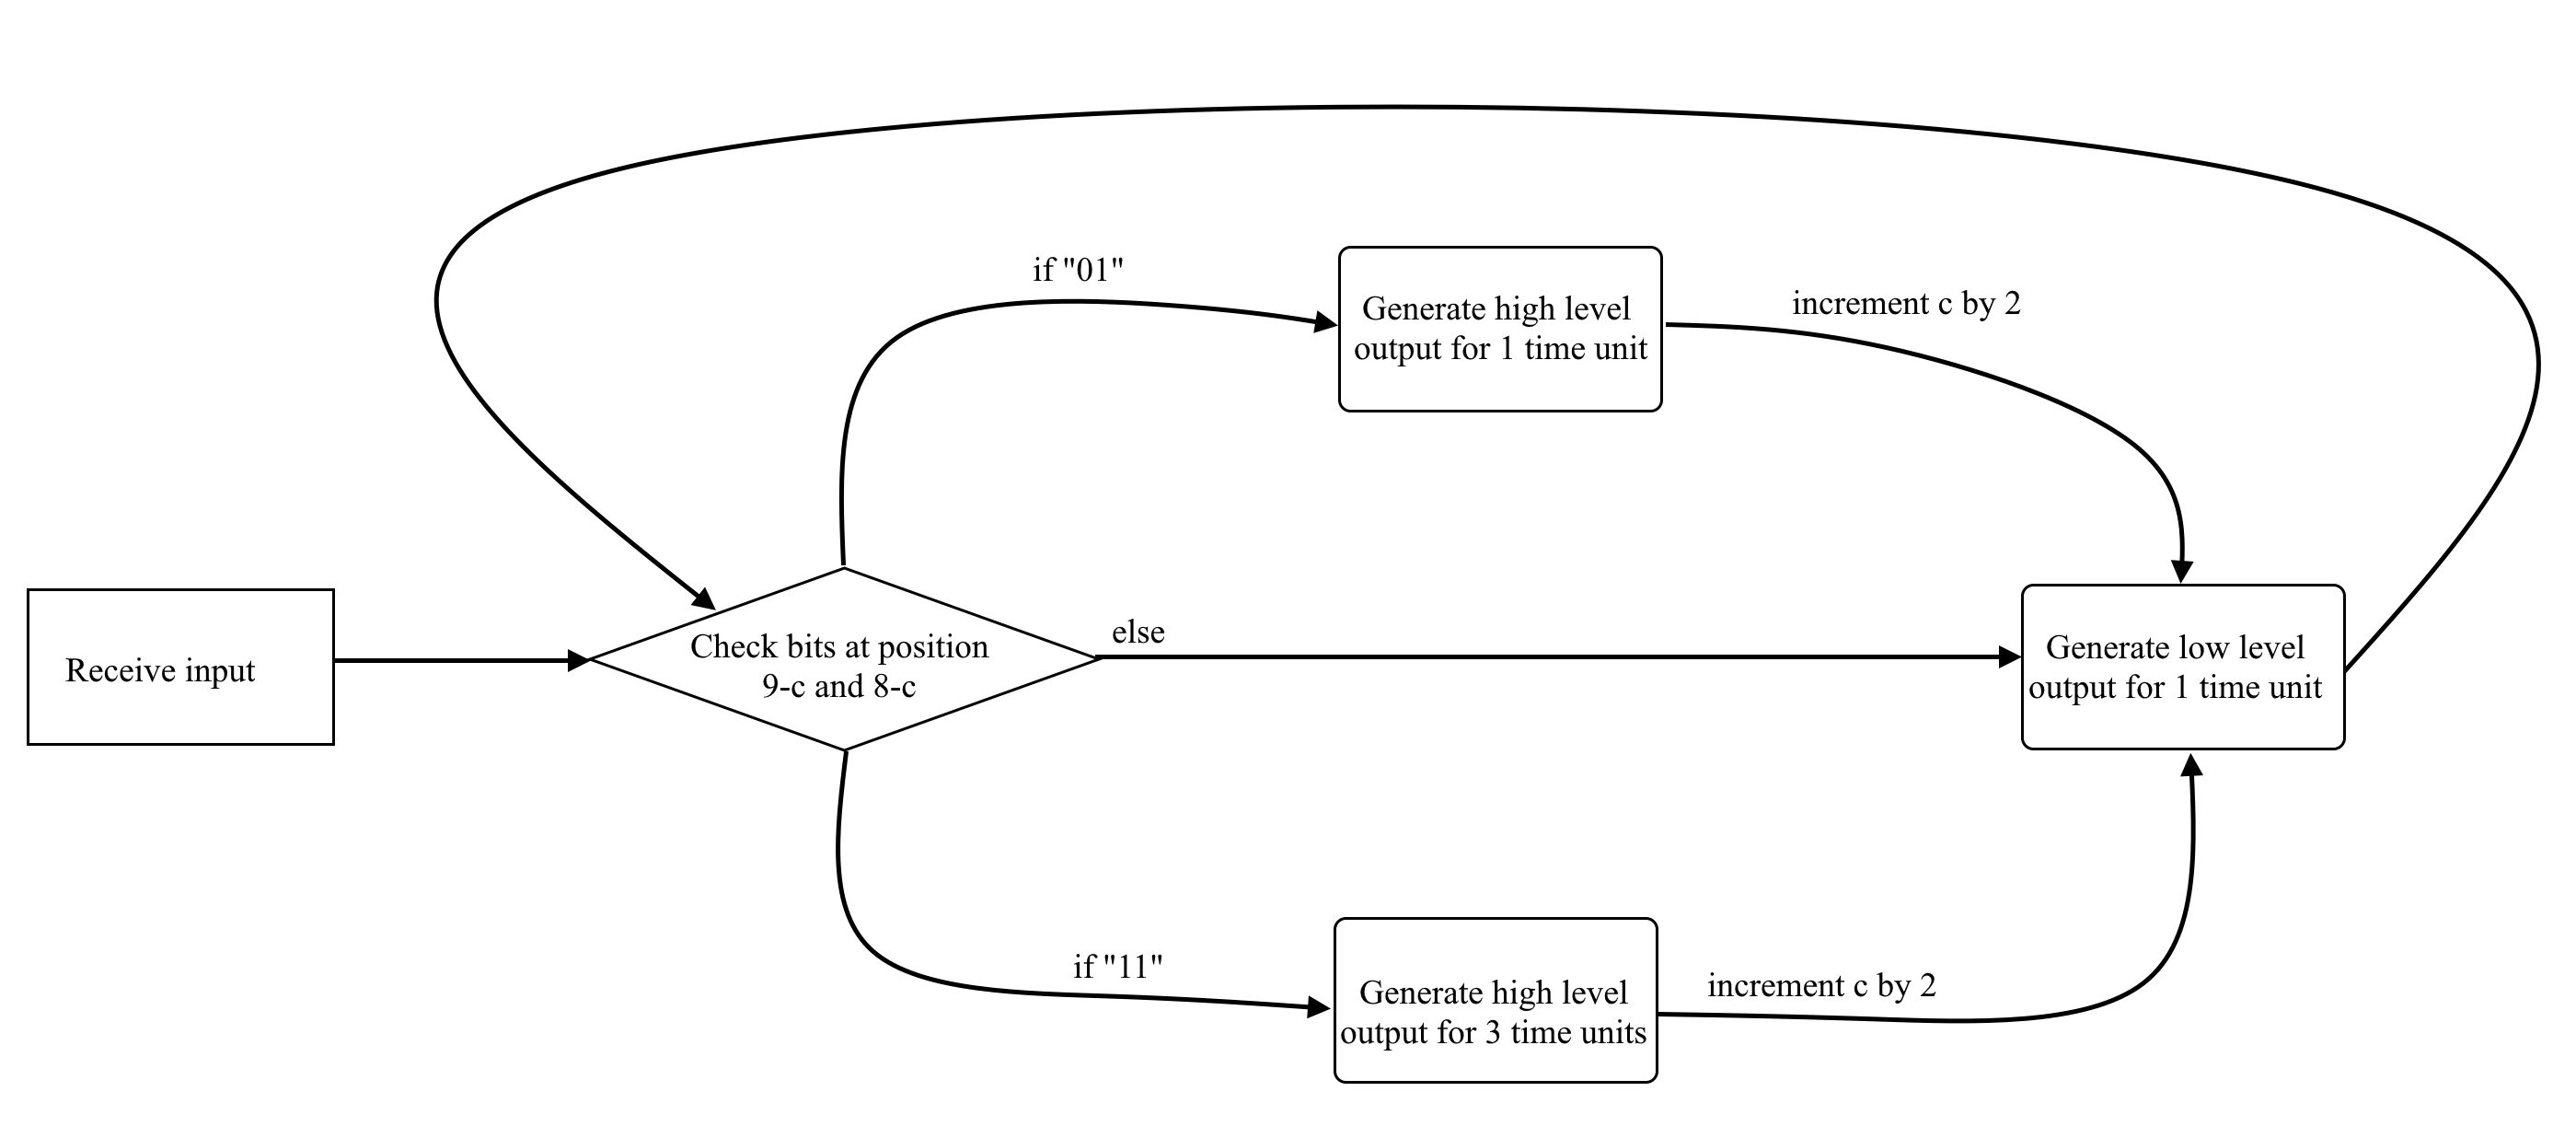 if "01"
Generate high level
output for 1 time unit
increment c by 2
Receive input
Check bits at position
9-c and 8-c
else
Generate low level
output for 1 time unit
if "11"
Generate high level
output for 3 time units
increment c by 2